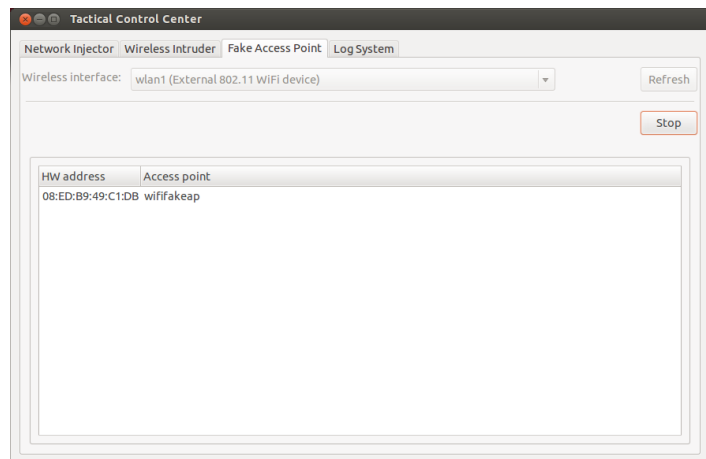 Tactical Control Center
Network Injector Wireless Intruder Fake Access Point Log System
Wireless interface: wlan1 (External 802.11 WiFi device) Refresh
Stop
HW address Access point
08:ED:B9:49:C1:DB wififakeap